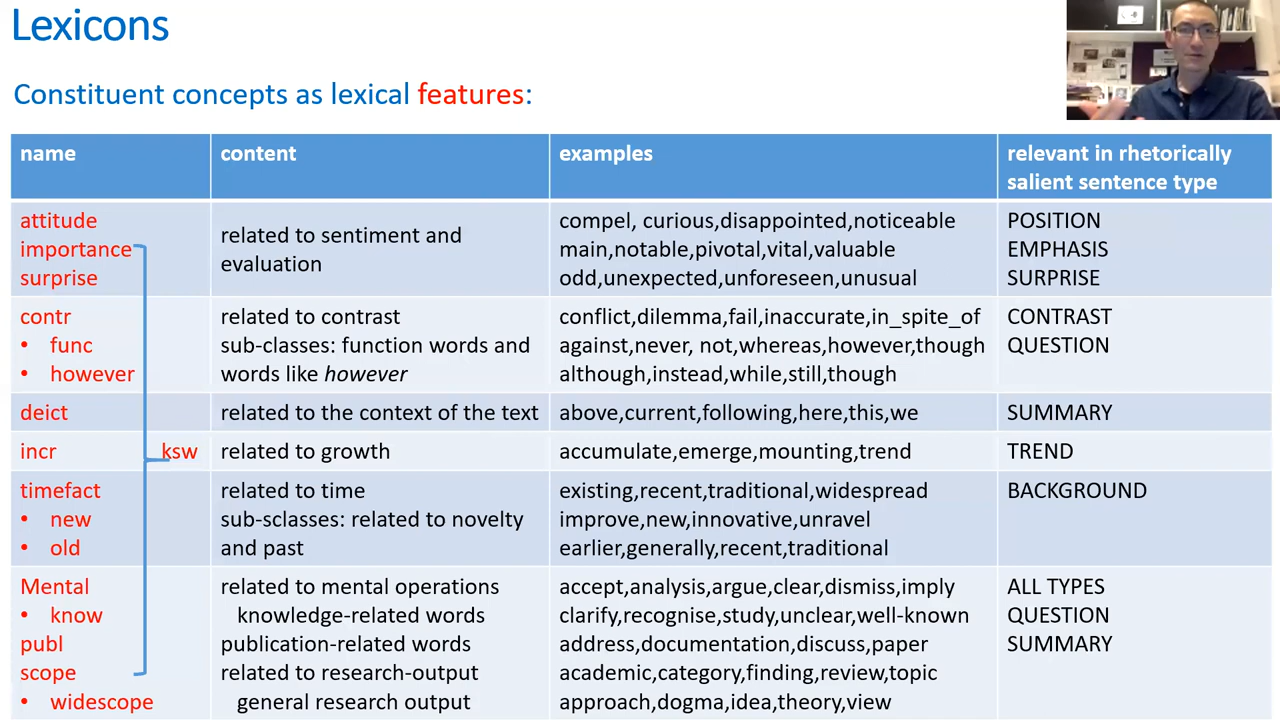 Lexicons
Constituent concepts as lexical features:
name
content
examples
relevant in rhetorically
salient sentence type
attitude
importance
surprise
related to sentiment and
evaluation
compel, curious,disappointed,noticeable
main,notable,pivotal,vital,valuable
odd,unexpected,unforeseen,unusual
POSITION
EMPHASIS
SURPRISE
contr
• func
• however
related to contrast
sub-classes: function words and
words like however
conflict,dilemma,fail,inaccurate,in_spite_of
against,never, not,whereas,however,though
although,instead,while,still,though
CONTRAST
QUESTION
deict
related to the context of the text
above,current,following,here,this,we
SUMMARY
incr
ksw
related to growth
accumulate,emerge,mounting,trend
TREND
timefact
• new
• old
related to time
sub-sclasses: related to novelty
and past
existing,recent,traditional,widespread
improve,new,innovative,unravel
earlier,generally,recent,traditional
BACKGROUND
Mental
• know
publ
scope
• widescope
related to mental operations
knowledge-related words
publication-related words
related to research-output
general research output
accept,analysis,argue,clear,dismiss,imply
clarify,recognise,study,unclear,well-known
address,documentation,discuss,paper
academic,category,finding,review,topic
approach,dogma,idea,theory,view
ALL TYPES
QUESTION
SUMMARY